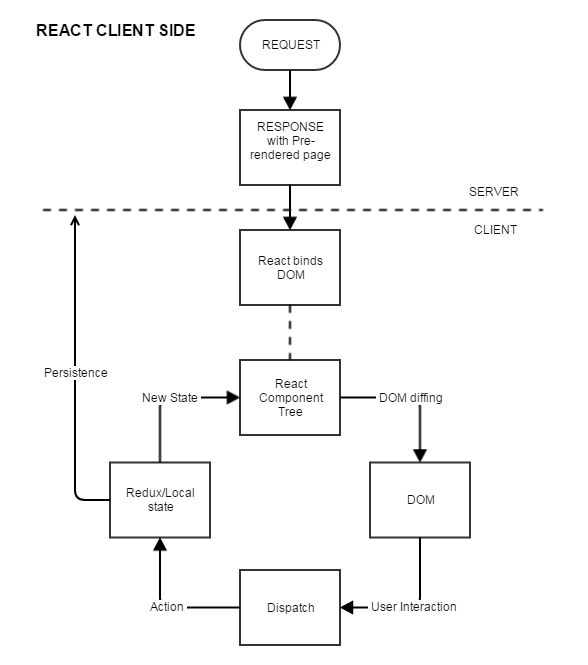 REACT CLIENT SIDE
REQUEST
RESPONSE
with Pre-
rendered page
SERVER
CLIENT
React binds
DOM
Persistence
New State
React
Component
Tree
DOM diffing
Redux/Local
state
DOM
Action
Dispatch
User Interaction